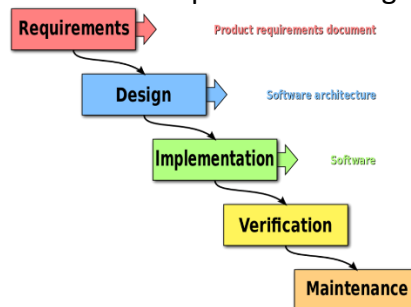 Requirements
Product requirements document
Design
Software architecture
Implementation
Software
Verification
Maintenance